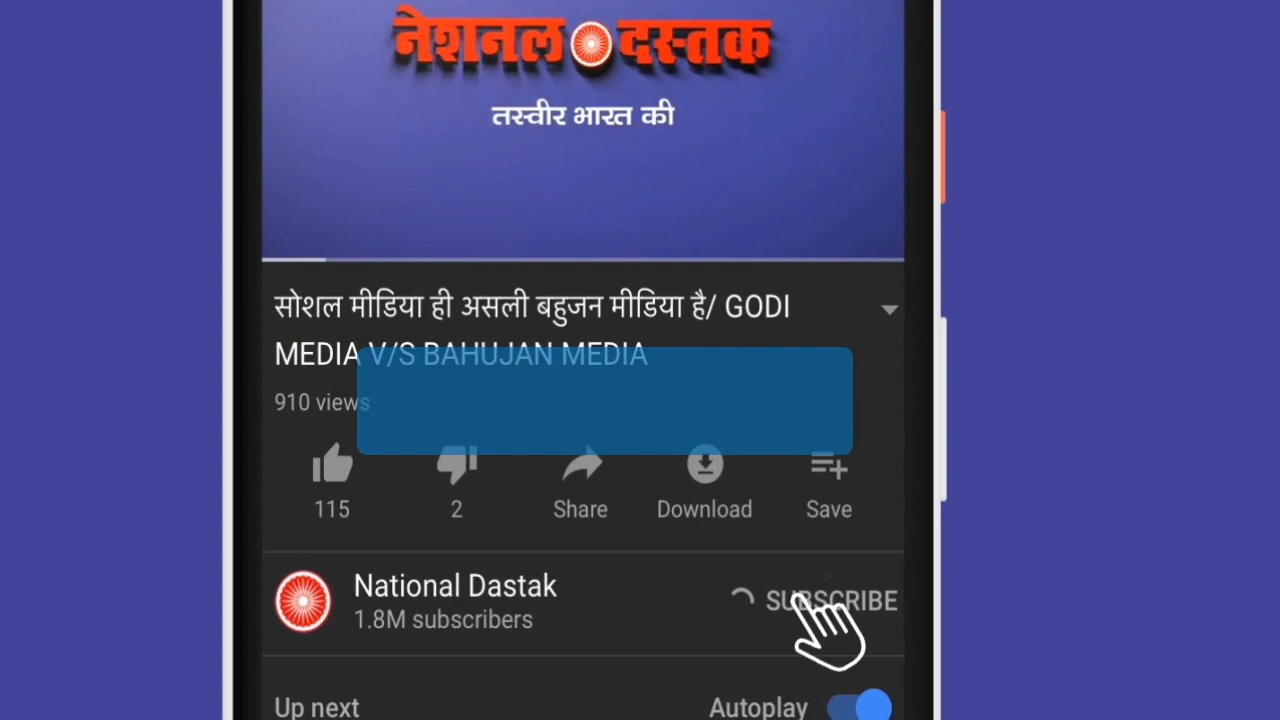 नेशनल दस्तक
तस्वीर भारत की
सोशल मीडिया ही असली बहुजन मीडिया है/ GODI
MEDIA V/S BAHUJAN MEDIA
910 views
115 2 Share Download Save
National Dastak
SUBSCRIBE
1.8M subscribers
Up next Autoplay